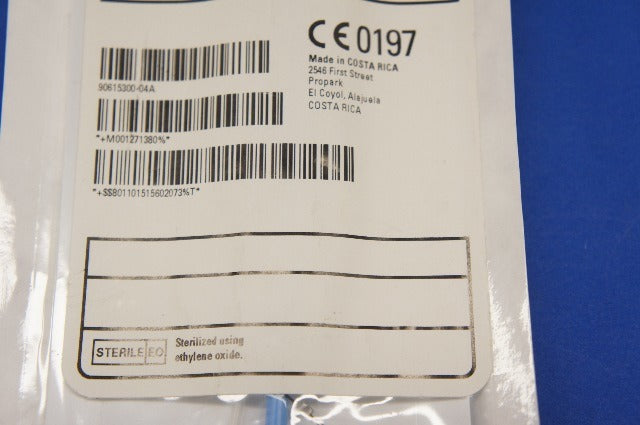 CE 0197
Made in COSTA RICA
2546 First Street
Propark
El Coyol, Alajuela
COSTA RICA
90615300-04A
*+M001271380%*
*+$$801101515602073%T*
STERILE EO
Sterilized using
ethylene oxide.